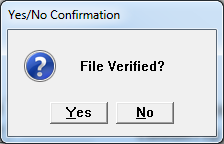 Yes/No Confirmation
?
File Verified?
Yes
No